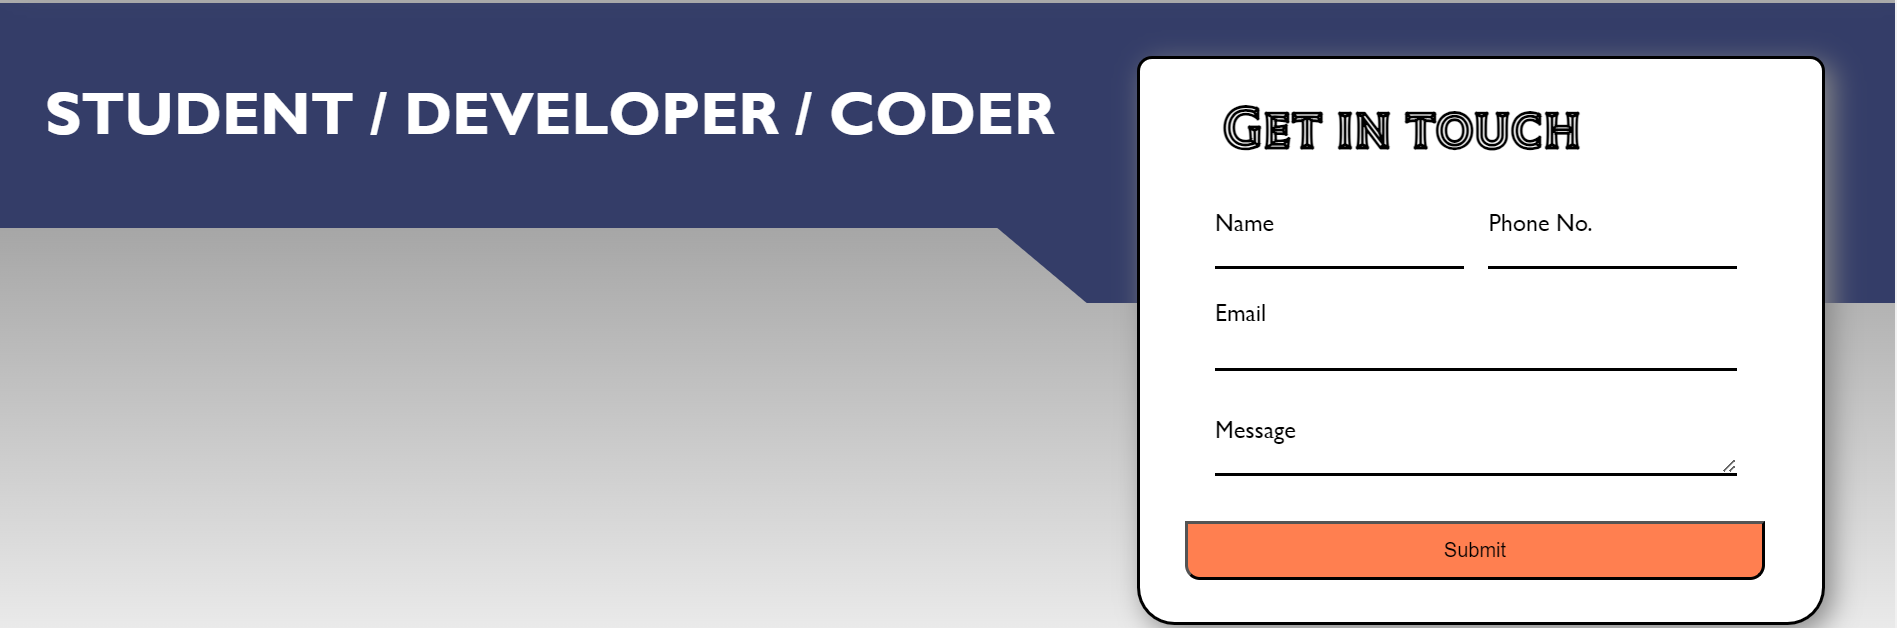 STUDENT / DEVELOPER / CODER
Get in touch
Name
Phone No.
Email
Message
Submit